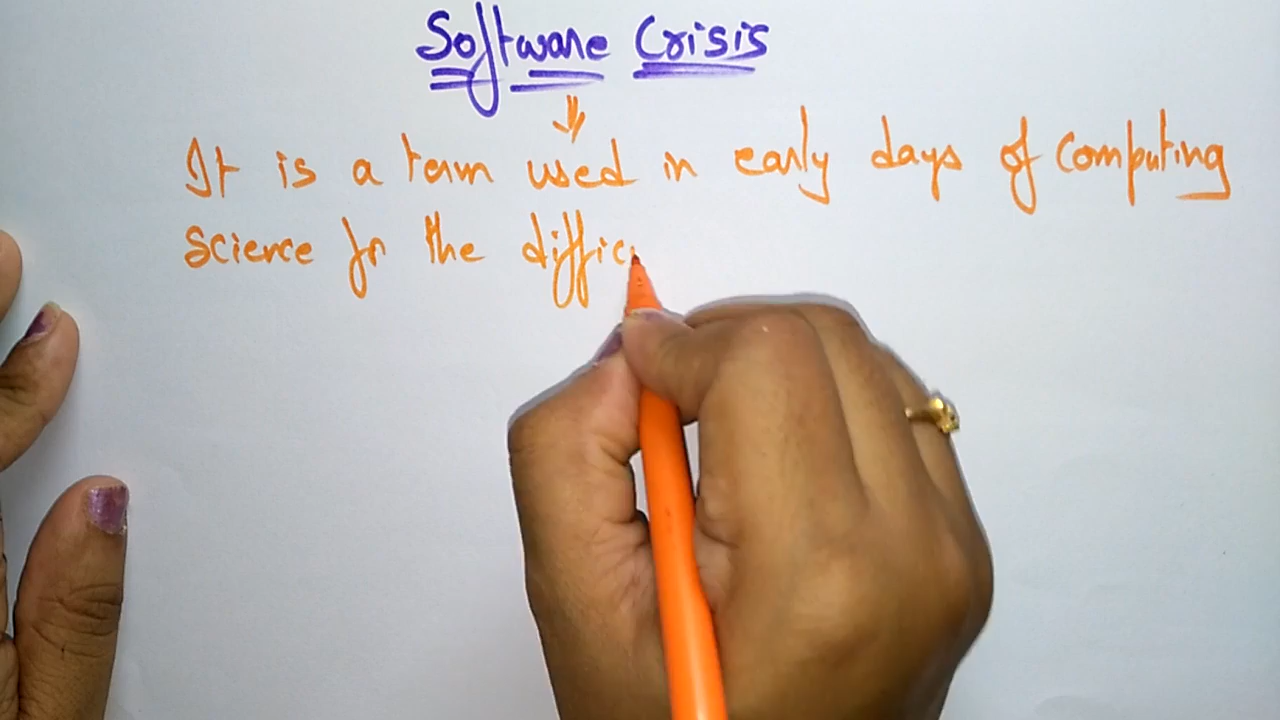 Software Crisis
It is a term used in early days of Computing
Science for the diffic